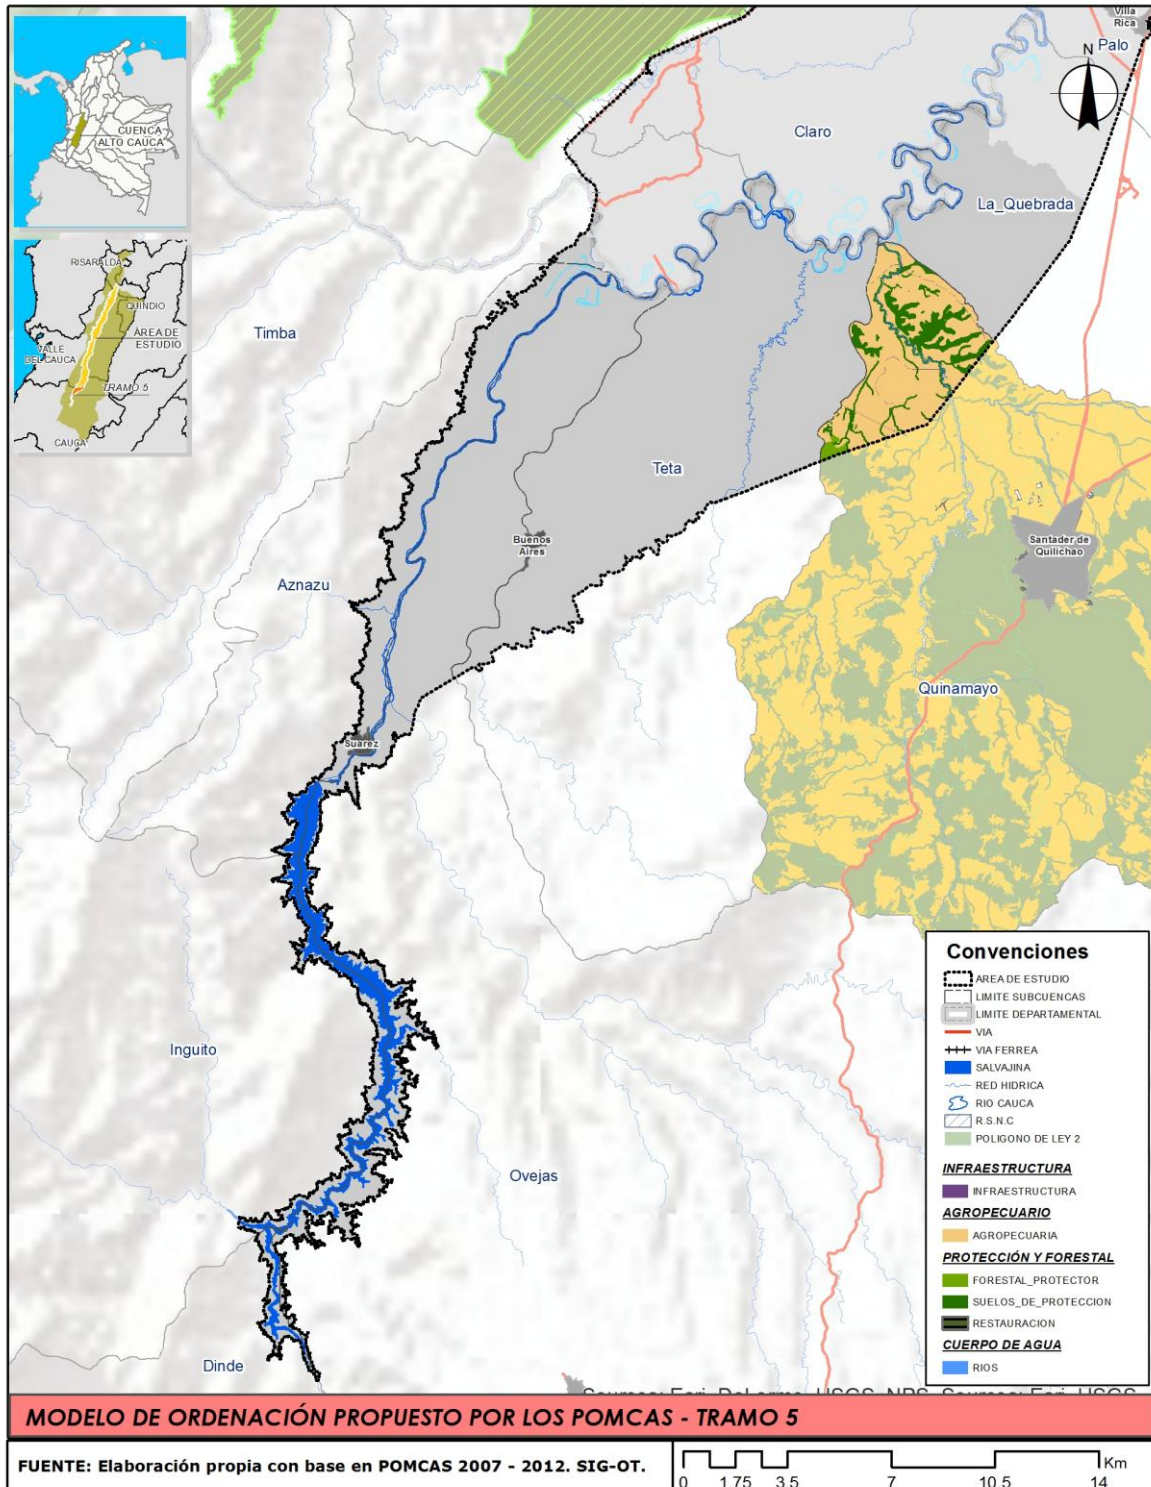 Villa
Rica
Palo
N
Claro
La_Quebrada
CUENCA
ALTO CAUCA
RISARALDA
QUINDIO
AREA DE
ESTUDIO
VALLE
DEL CAUCA
TRAMO 5
CAUCA
Timba
Teta
Buenos
Aires
Santader de
Quilichao
Aznazu
Quinamayo
Suarez
Inguito
Ovejas
Dinde
Convenciones
AREA DE ESTUDIO
LIMITE SUBCUENCAS
LIMITE DEPARTAMENTAL
VIA
VIA FERREA
SALVAJINA
RED HIDRICA
RIO CAUCA
R.S.N.C
POLIGONO DE LEY 2
INFRAESTRUCTURA
INFRAESTRUCTURA
AGROPECUARIO
AGROPECUARIA
PROTECCIÓN Y FORESTAL
FORESTAL_PROTECTOR
SUELOS_DE_PROTECCION
RESTAURACION
CUERPO DE AGUA
RIOS
MODELO DE ORDENACIÓN PROPUESTO POR LOS POMCAS - TRAMO 5
FUENTE: Elaboración propia con base en POMCAS 2007 - 2012. SIG-OT.
Km
0 1.75 3.5 7 10.5 14